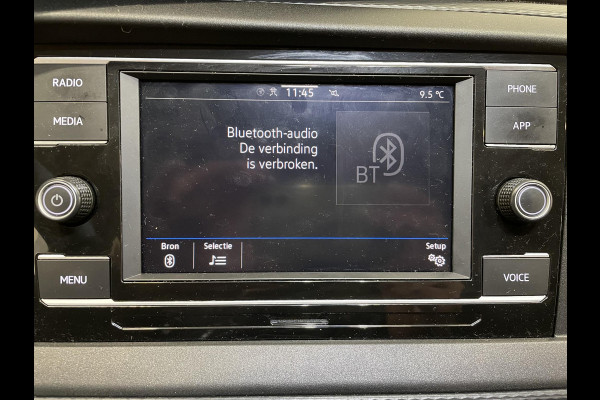 RADIO
MEDIA
MENU
11:45
9.5 °C
Bluetooth-audio
De verbinding
is verbroken.
BT
Bron
Selectie
Setup
PHONE
APP
VOICE